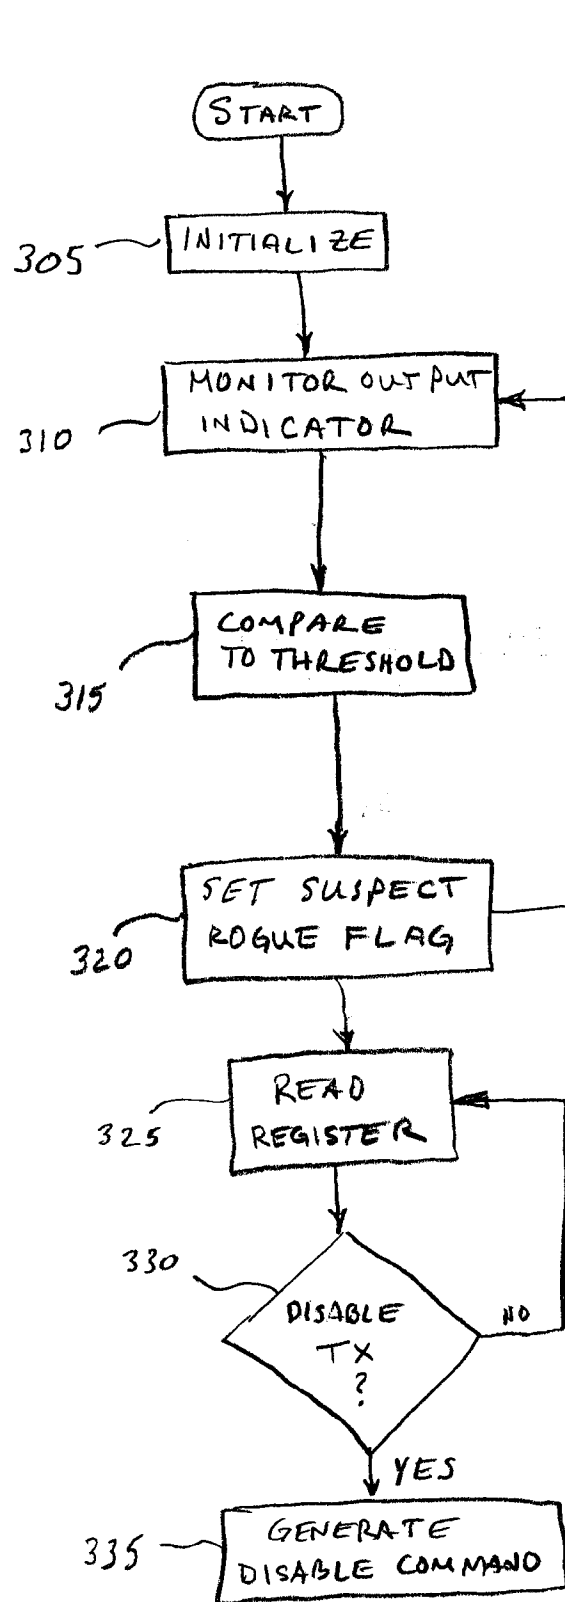 START
305
INITIALIZE
MONITOR OUTPUT
INDICATOR
310
COMPARE
TO THRESHOLD
315
SET SUSPECT
ROGUE FLAG
320
READ
REGISTER
325
330
DISABLE
TX
?
NO
YES
335
GENERATE
DISABLE COMMAND